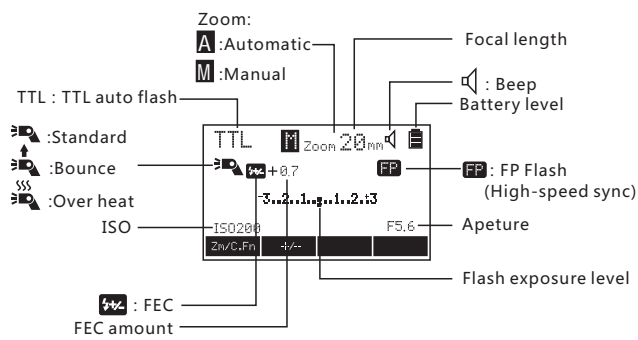 Zoom:
A :Automatic
M :Manual
Focal length
: Beep
Battery level
TTL : TTL auto flash
:Standard
:Bounce
:Over heat
TTL M Zoom 20mm
+0.7 FP
-3..2..1..0..1..2..+3
ISO200 F5.6
Zm/C.Fn +/--
FP : FP Flash
(High-speed sync)
ISO
Apeture
Flash exposure level
: FEC
FEC amount